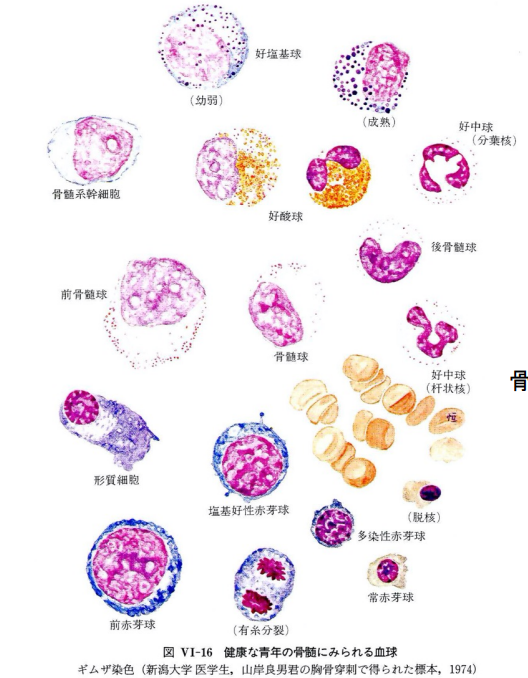 好塩基球
(幼弱)
(成熟)
好中球
(分葉核)
骨髄系幹細胞
好酸球
後骨髄球
前骨髄球
骨髄球
好中球
(杆状核)
骨
形質細胞
塩基好性赤芽球
(脱核)
多染性赤芽球
常赤芽球
前赤芽球
(有糸分裂)
図 VI-16 健康な青年の骨髄にみられる血球
ギムザ染色(新潟大学 医学生,山岸良男君の胸骨穿刺で得られた標本,1974)